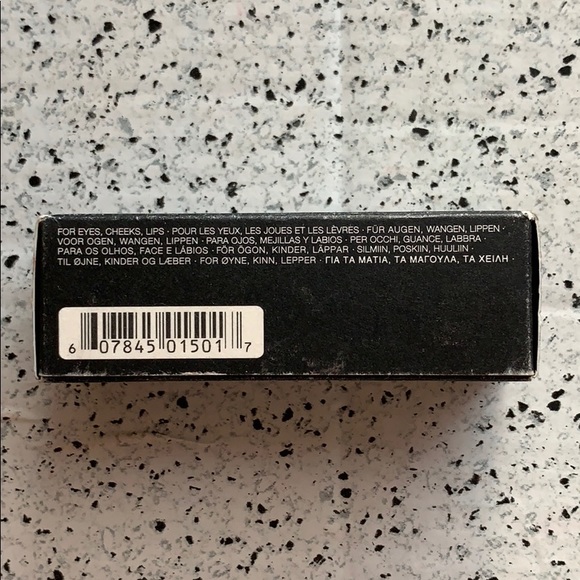 FOR EYES, CHEEKS, LIPS · POUR LES YEUX, LES JOUES ET LES LÈVRES · FÜR AUGEN, WANGEN, LIPPEN ·
VOOR OGEN, WANGEN, LIPPEN · PARA OJOS, MEJILLAS Y LABIOS · PER OCCHI, GUANCE, LABBRA ·
PARA OS OLHOS, FACE E LÁBIOS · FÖR ÖGON, KINDER, LÄPPAR · SILMIIN, POSKIIN, HUULIIN ·
TIL ØJNE, KINDER OG LÆBER · FOR ØYNE, KINN, LEPPER · ΓΙΑ ΤΑ ΜΑΤΙΑ, ΤΑ ΜΑΓΟΥΛΑ, ΤΑ ΧΕΙΛΗ ·
6 07845 01501 7